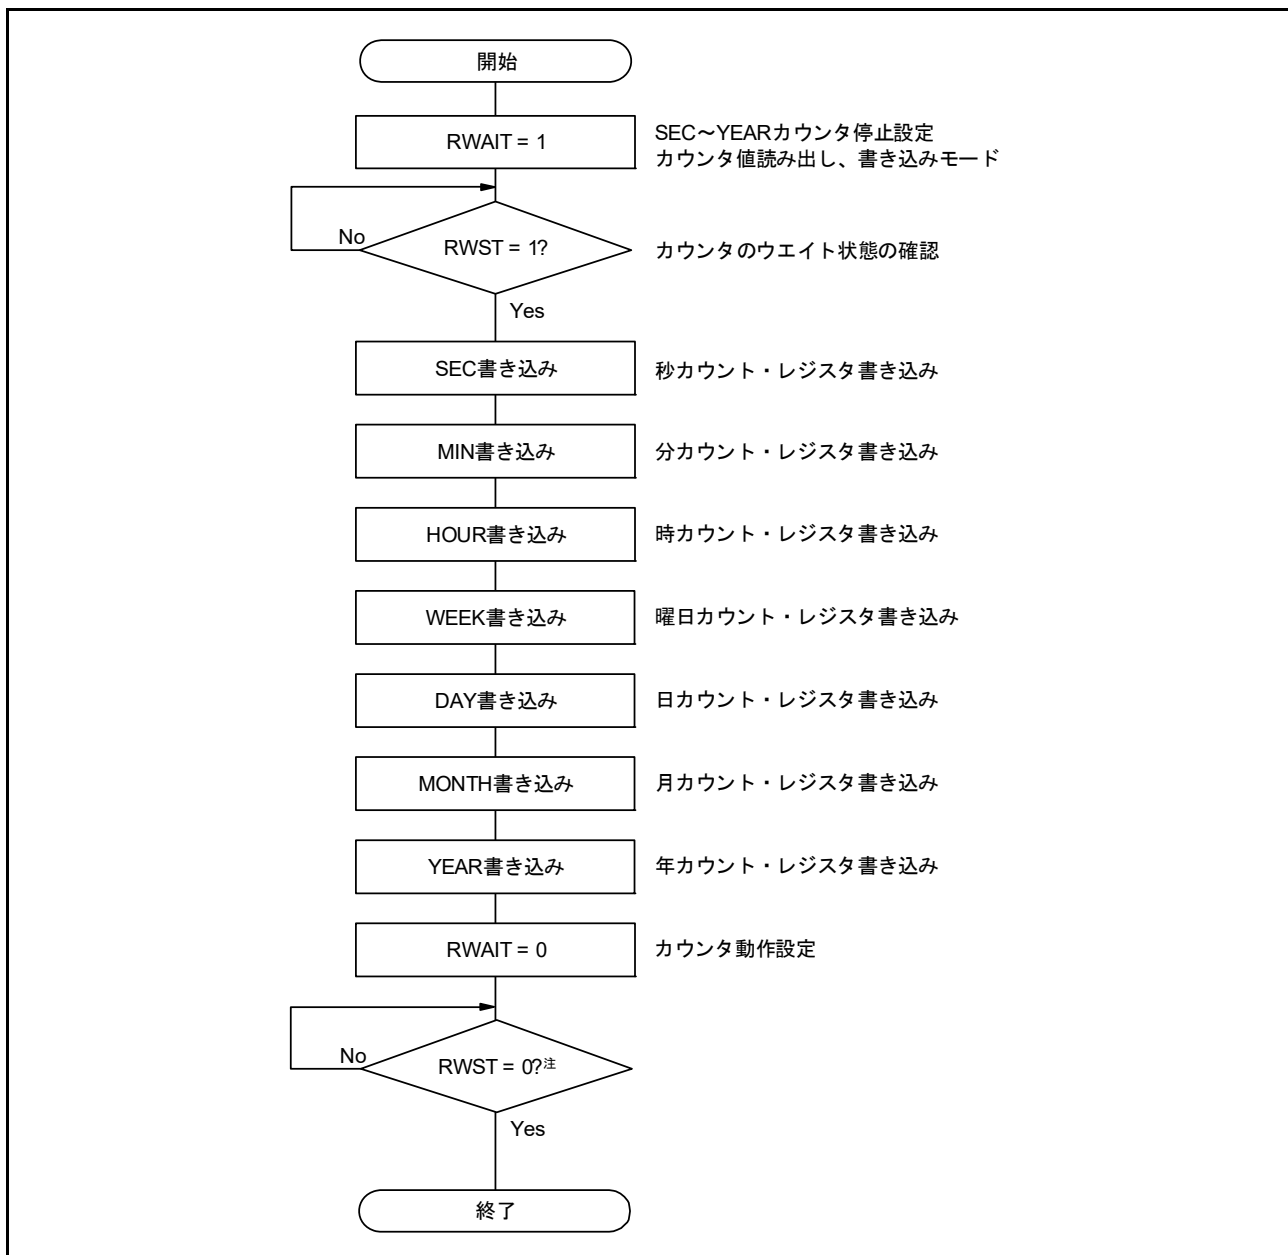 開始
RWAIT = 1
SEC～YEARカウンタ停止設定
カウンタ値読み出し、書き込みモード
No
RWST = 1?
カウンタのウエイト状態の確認
Yes
SEC書き込み
秒カウント・レジスタ書き込み
MIN書き込み
分カウント・レジスタ書き込み
HOUR書き込み
時カウント・レジスタ書き込み
WEEK書き込み
曜日カウント・レジスタ書き込み
DAY書き込み
日カウント・レジスタ書き込み
MONTH書き込み
月カウント・レジスタ書き込み
YEAR書き込み
年カウント・レジスタ書き込み
RWAIT = 0
カウンタ動作設定
No
RWST = 0?注
Yes
終了